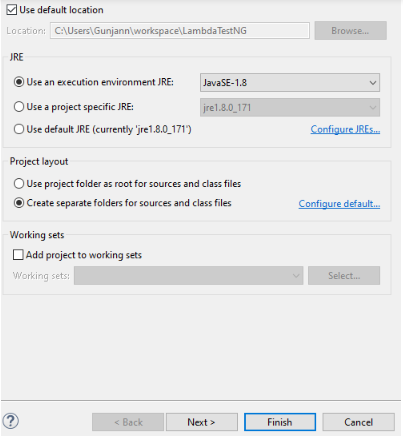 Use default location
Location: C:\Users\Gunjann\workspace\LambdaTestNG Browse...
JRE
Use an execution environment JRE: JavaSE-1.8
Use a project specific JRE: jre1.8.0_171
Use default JRE (currently 'jre1.8.0_171') Configure JREs...
Project layout
Use project folder as root for sources and class files
Create separate folders for sources and class files Configure default...
Working sets
Add project to working sets
Working sets: Select...
? < Back Next > Finish Cancel